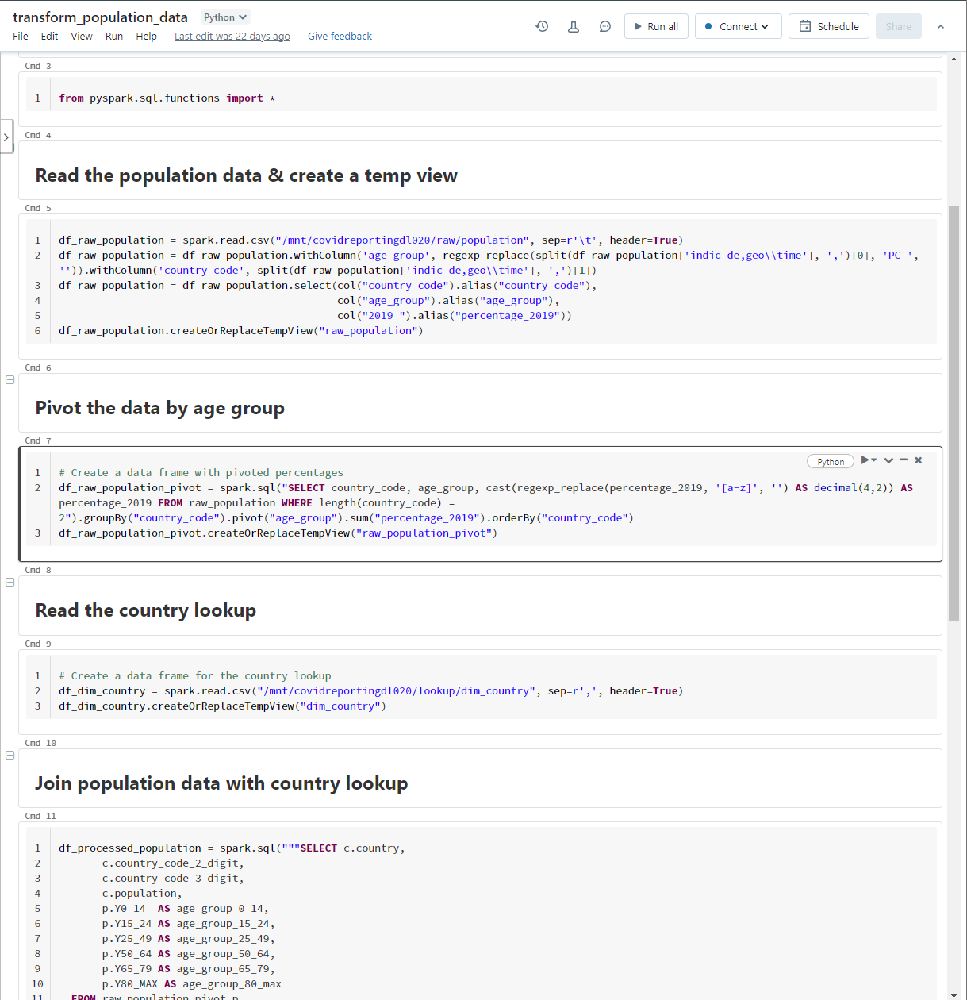 transform_population_data Python
File Edit View Run Help Last edit was 22 days ago Give feedback Run all Connect Schedule Share
Cmd 3
1 from pyspark.sql.functions import *
Cmd 4
Read the population data & create a temp view
Cmd 5
1 df_raw_population = spark.read.csv("/mnt/covidreportingdl020/raw/population", sep=r'\t', header=True)
2 df_raw_population = df_raw_population.withColumn('age_group', regexp_replace(split(df_raw_population['indic_de,geo\\time'], ',')[0], 'PC_',
'')).withColumn('country_code', split(df_raw_population['indic_de,geo\\time'], ',')[1])
3 df_raw_population = df_raw_population.select(col("country_code").alias("country_code"),
4 col("age_group").alias("age_group"),
5 col("2019 ").alias("percentage_2019"))
6 df_raw_population.createOrReplaceTempView("raw_population")
Cmd 6
Pivot the data by age group
Cmd 7
Python
1 # Create a data frame with pivoted percentages
2 df_raw_population_pivot = spark.sql("SELECT country_code, age_group, cast(regexp_replace(percentage_2019, '[a-z]', '') AS decimal(4,2)) AS
percentage_2019 FROM raw_population WHERE length(country_code) =
2").groupBy("country_code").pivot("age_group").sum("percentage_2019").orderBy("country_code")
3 df_raw_population_pivot.createOrReplaceTempView("raw_population_pivot")
Cmd 8
Read the country lookup
Cmd 9
1 # Create a data frame for the country lookup
2 df_dim_country = spark.read.csv("/mnt/covidreportingdl020/lookup/dim_country", sep=r',', header=True)
3 df_dim_country.createOrReplaceTempView("dim_country")
Cmd 10
Join population data with country lookup
Cmd 11
1 df_processed_population = spark.sql("""SELECT c.country,
2 c.country_code_2_digit,
3 c.country_code_3_digit,
4 c.population,
5 p.Y0_14 AS age_group_0_14,
6 p.Y15_24 AS age_group_15_24,
7 p.Y25_49 AS age_group_25_49,
8 p.Y50_64 AS age_group_50_64,
9 p.Y65_79 AS age_group_65_79,
10 p.Y80_MAX AS age_group_80_max
11 FROM raw_population_pivot p